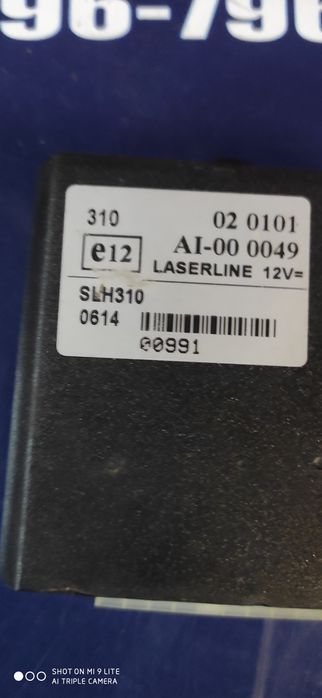 96-796
310
02 0101
e12
AI-00 0049
LASERLINE 12V=
SLH310
0614
00991
SHOT ON MI 9 LITE
AI TRIPLE CAMERA